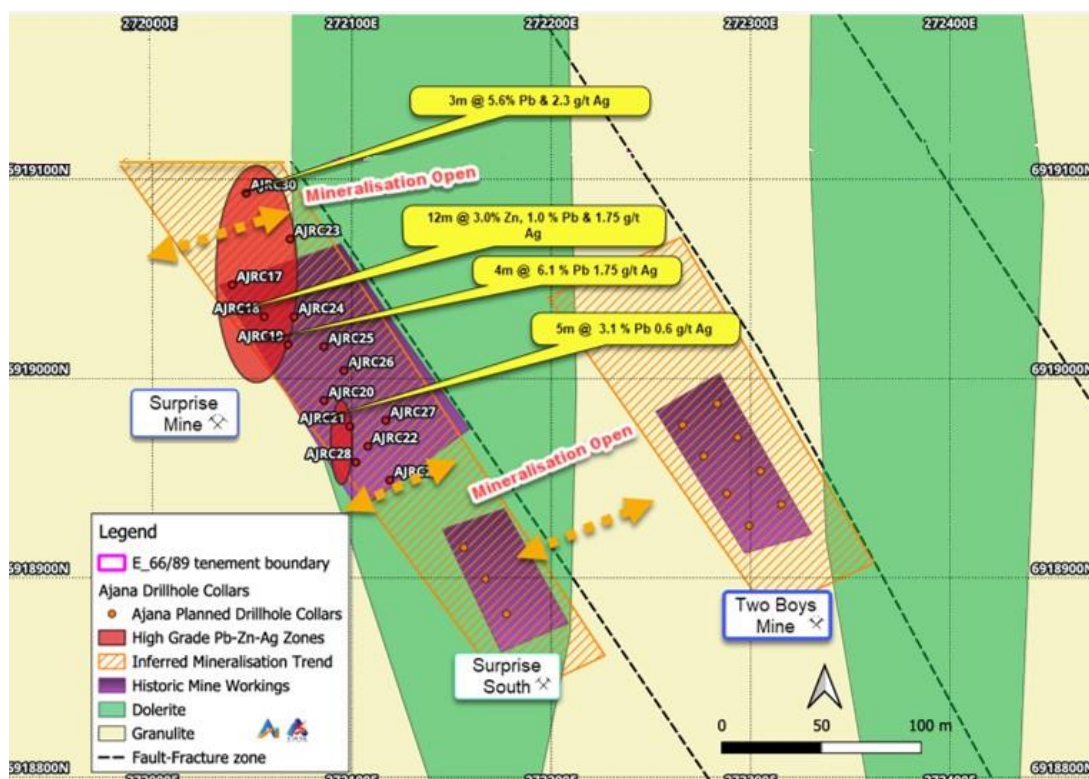 272000E
272100E
272200E
272300E
272400E
3m @ 5.6% Pb & 2.3 g/t Ag
6919100N
6919100N
AJRC30
Mineralisation Open
12m @ 3.0% Zn, 1.0 % Pb & 1.75 g/t
Ag
AJRC23
4m @ 6.1 % Pb 1.75 g/t Ag
AJRC17
AJRC18
AJRC24
5m @ 3.1 % Pb 0.6 g/t Ag
AJRC19
AJRC25
AJRC26
6919000N
6919000N
Surprise
Mine
AJRC20
AJRC21
AJRC27
AJRC28
AJRC22
Mineralisation Open
Legend
E_66/89 tenement boundary
Ajana Drillhole Collars
Ajana Planned Drillhole Collars
High Grade Pb-Zn-Ag Zones
Inferred Mineralisation Trend
Historic Mine Workings
Dolerite
Granulite
Fault-Fracture zone
6918900N
6918900N
Two Boys
Mine
Surprise
South
0
50
100 m
6918800N
6918800N
272100E
272200E
272300E
272400E